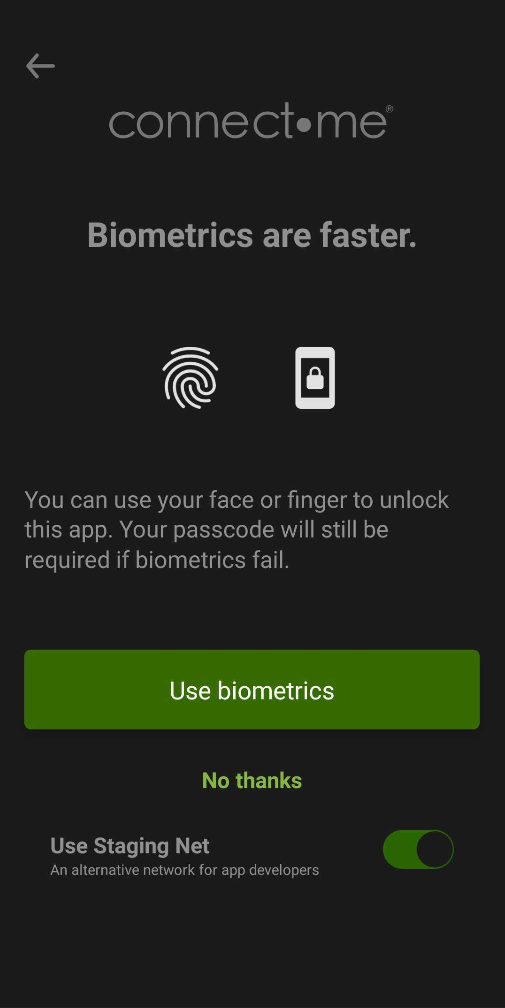 connect•me®
Biometrics are faster.
You can use your face or finger to unlock
this app. Your passcode will still be
required if biometrics fail.
Use biometrics
No thanks
Use Staging Net
An alternative network for app developers